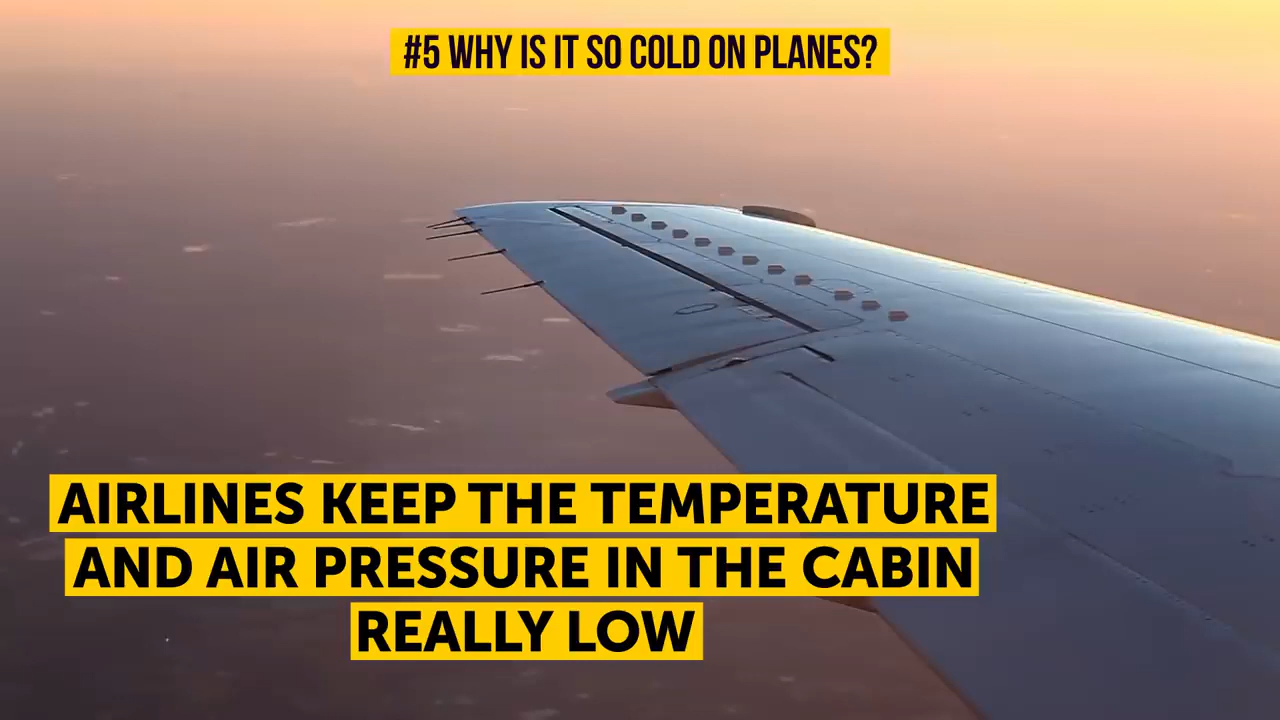 #5 WHY IS IT SO COLD ON PLANES?
AIRLINES KEEP THE TEMPERATURE
AND AIR PRESSURE IN THE CABIN
REALLY LOW